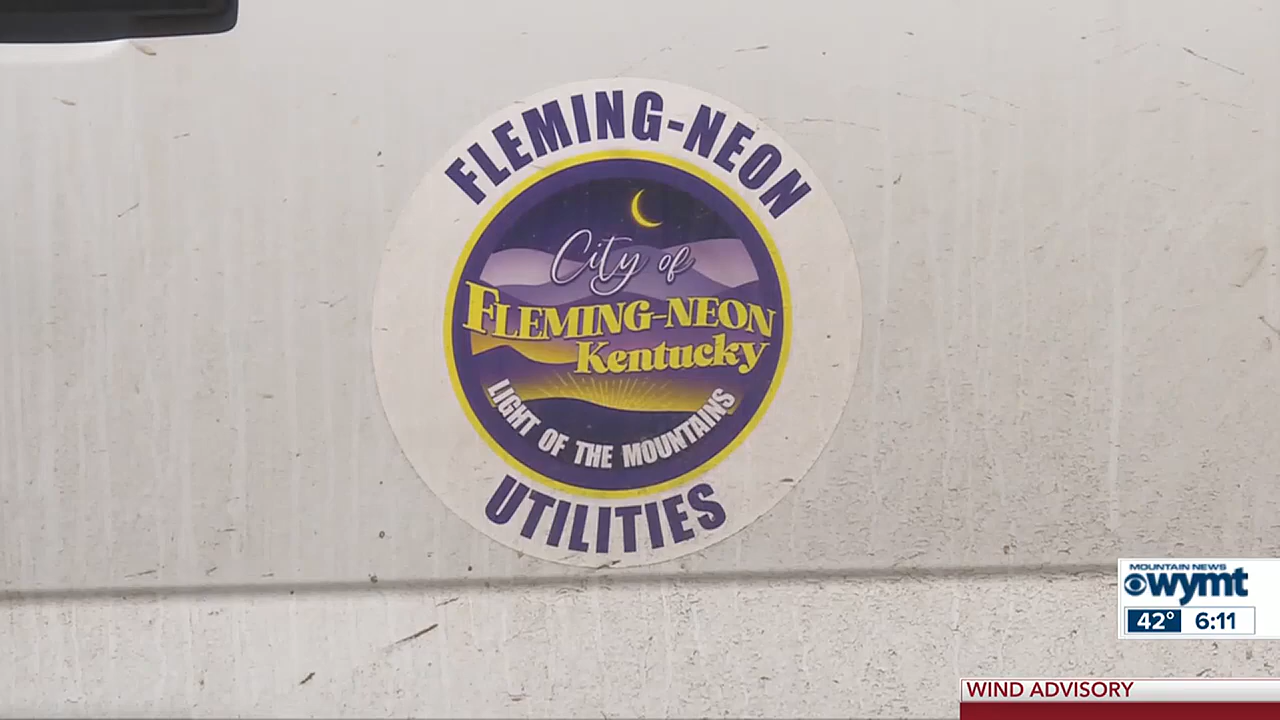 FLEMING-NEON
City of
FLEMING-NEON
Kentucky
LIGHT OF THE MOUNTAINS
UTILITIES
MOUNTAIN NEWS
wymt
42° 6:11
WIND ADVISORY